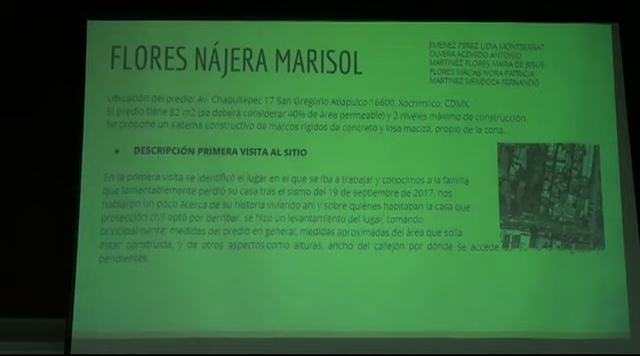 FLORES NÁJERA MARISOL
JIMENEZ PEREZ LIDIA MONTSERRAT
OLVERA ACEVEDO ANTONIO
MARTINEZ FLORES MARIA DE JESUS
FLORES MACIAS NORA PATRICIA
MARTINEZ MENDOZA FERNANDO
Ubicación del predio: Av. Chapultepec 17 San Gregorio Atlapulco 16600, Xochimilco, CDMX.
El predio tiene 82 m2 (se deberá considerar 40% de área permeable) y 2 niveles máximo de construcción.
Se propone un sistema constructivo de marcos rígidos de concreto y losa maciza, propio de la zona.
• DESCRIPCIÓN PRIMERA VISITA AL SITIO
En la primera visita se identificó el lugar en el que se iba a trabajar y conocimos a la familia
que lamentablemente perdió su casa tras el sismo del 19 de septiembre de 2017, nos
hablaron un poco acerca de su historia viviendo ahí y sobre quienes habitaban la casa que
protección civil optó por derribar, se hizo un levantamiento del lugar, tomando
principalmente: medidas del predio en general, medidas aproximadas del área que solía
estar construida, y de otros aspectos como alturas, ancho del callejón por donde se accede
pendientes.